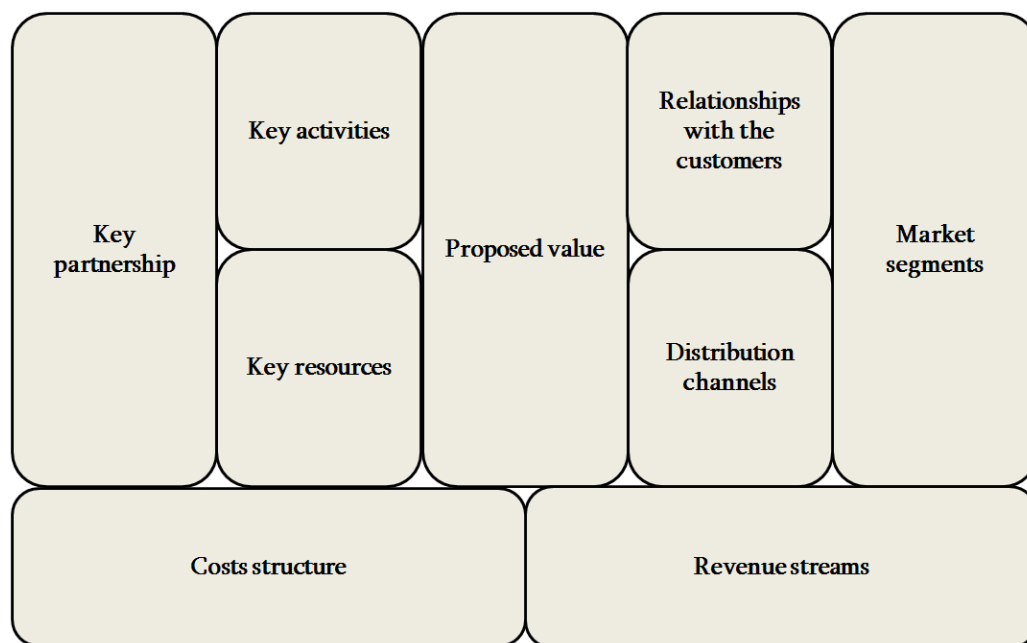 Key
partnership
Key activities
Key resources
Proposed value
Relationships
with the
customers
Distribution
channels
Market
segments
Costs structure
Revenue streams